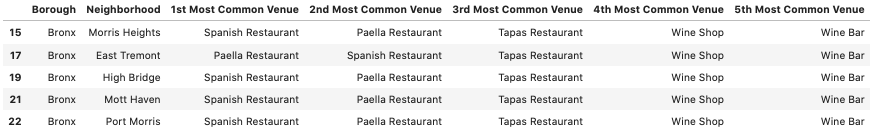 Borough Neighborhood 1st Most Common Venue 2nd Most Common Venue 3rd Most Common Venue 4th Most Common Venue 5th Most Common Venue
15 Bronx Morris Heights Spanish Restaurant Paella Restaurant Tapas Restaurant Wine Shop Wine Bar
17 Bronx East Tremont Paella Restaurant Spanish Restaurant Tapas Restaurant Wine Shop Wine Bar
19 Bronx High Bridge Spanish Restaurant Paella Restaurant Tapas Restaurant Wine Shop Wine Bar
21 Bronx Mott Haven Spanish Restaurant Paella Restaurant Tapas Restaurant Wine Shop Wine Bar
22 Bronx Port Morris Spanish Restaurant Paella Restaurant Tapas Restaurant Wine Shop Wine Bar